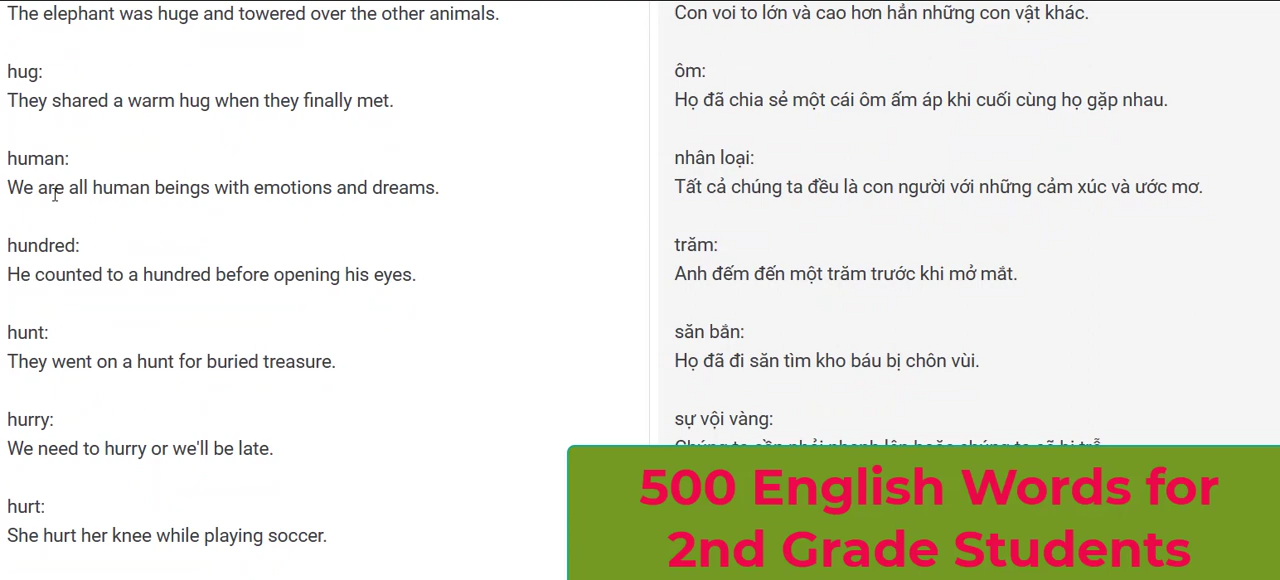 The elephant was huge and towered over the other animals.
hug:
They shared a warm hug when they finally met.
human:
We are all human beings with emotions and dreams.
hundred:
He counted to a hundred before opening his eyes.
hunt:
They went on a hunt for buried treasure.
hurry:
We need to hurry or we'll be late.
hurt:
She hurt her knee while playing soccer.
Con voi to lớn và cao hơn hẳn những con vật khác.
ôm:
Họ đã chia sẻ một cái ôm ấm áp khi cuối cùng họ gặp nhau.
nhân loại:
Tất cả chúng ta đều là con người với những cảm xúc và ước mơ.
trăm:
Anh đếm đến một trăm trước khi mở mắt.
săn bắn:
Họ đã đi săn tìm kho báu bị chôn vùi.
sự vội vàng:
500 English Words for
2nd Grade Students